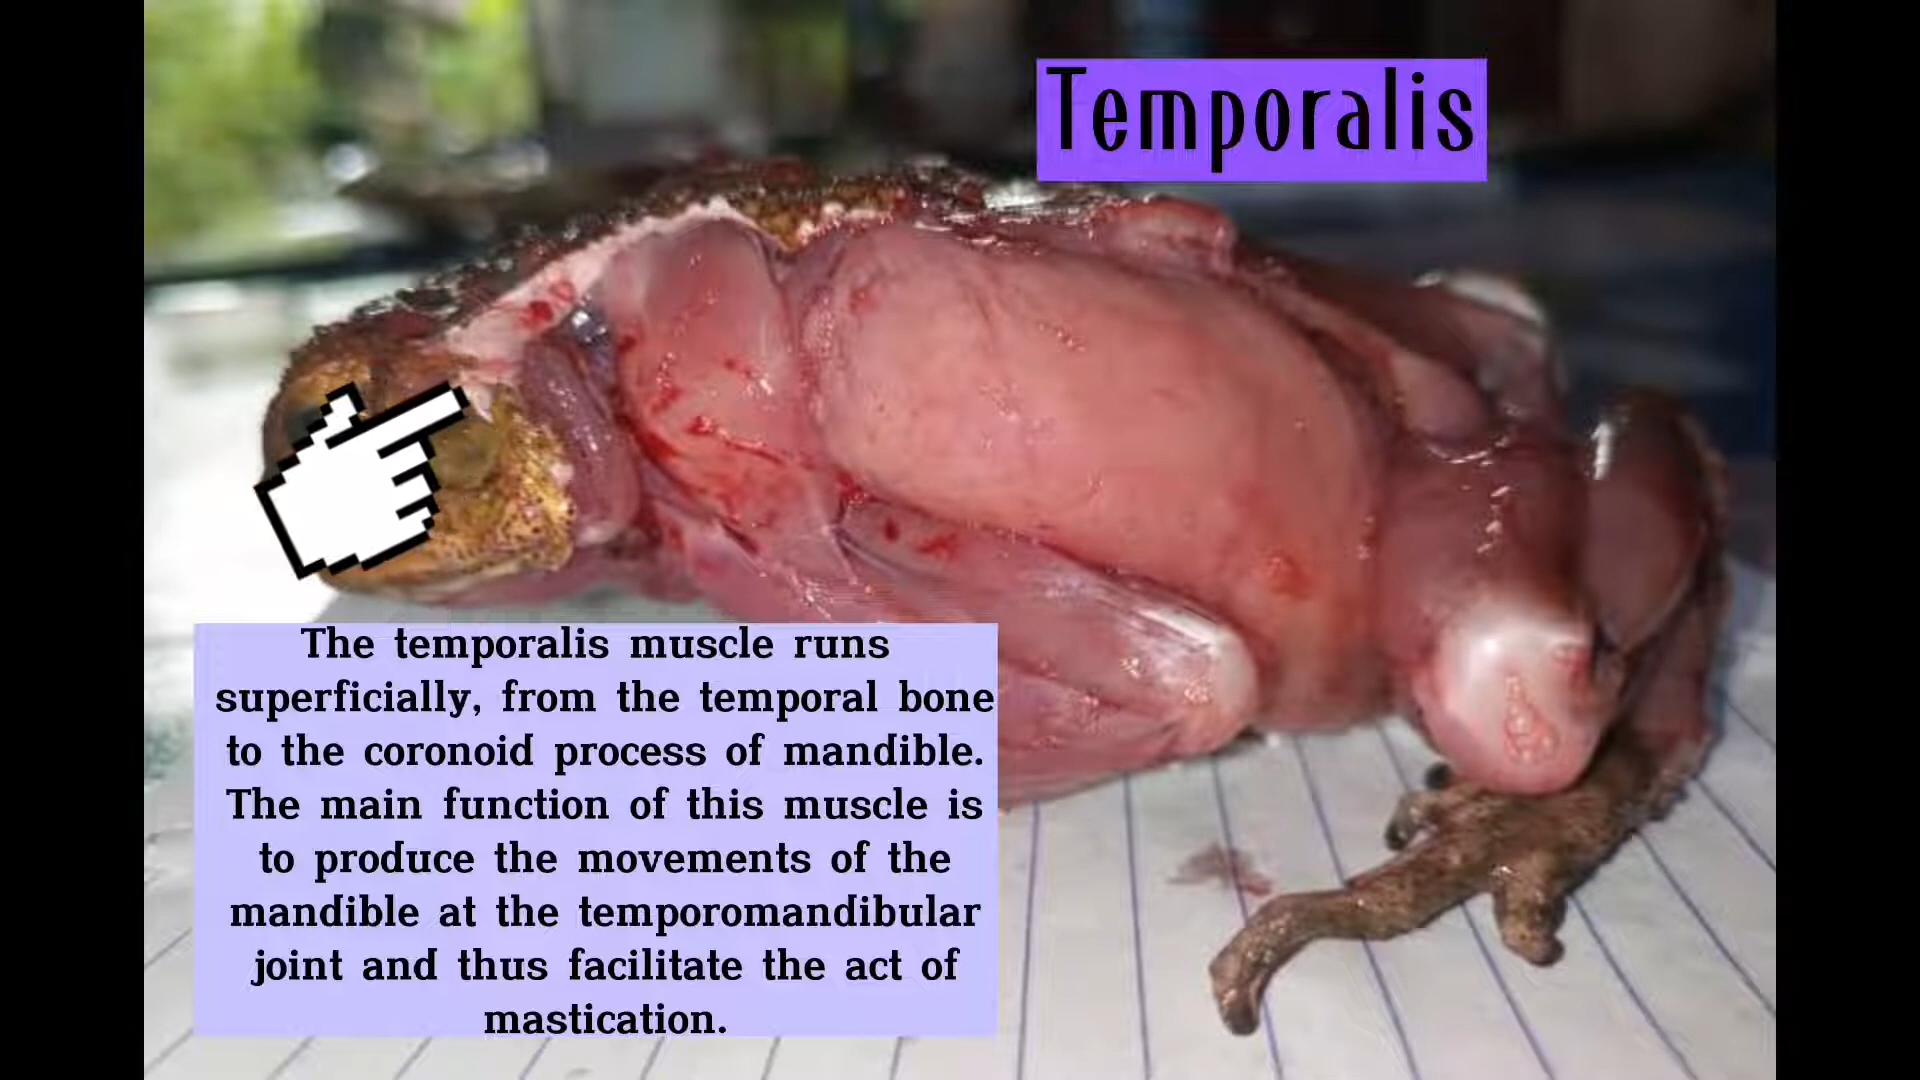 Temporalis
The temporalis muscle runs
superficially, from the temporal bone
to the coronoid process of mandible.
The main function of this muscle is
to produce the movements of the
mandible at the temporomandibular
joint and thus facilitate the act of
mastication.